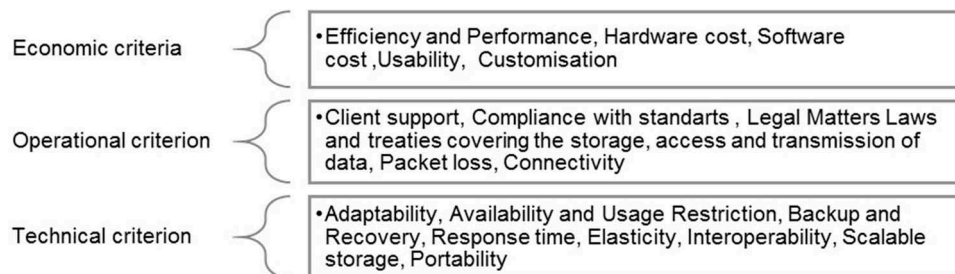 Economic criteria
•Efficiency and Performance, Hardware cost, Software
cost ,Usability, Customisation
Operational criterion
•Client support, Compliance with standarts , Legal Matters Laws
and treaties covering the storage, access and transmission of
data, Packet loss, Connectivity
Technical criterion
•Adaptability, Availability and Usage Restriction, Backup and
Recovery, Response time, Elasticity, Interoperability, Scalable
storage, Portability